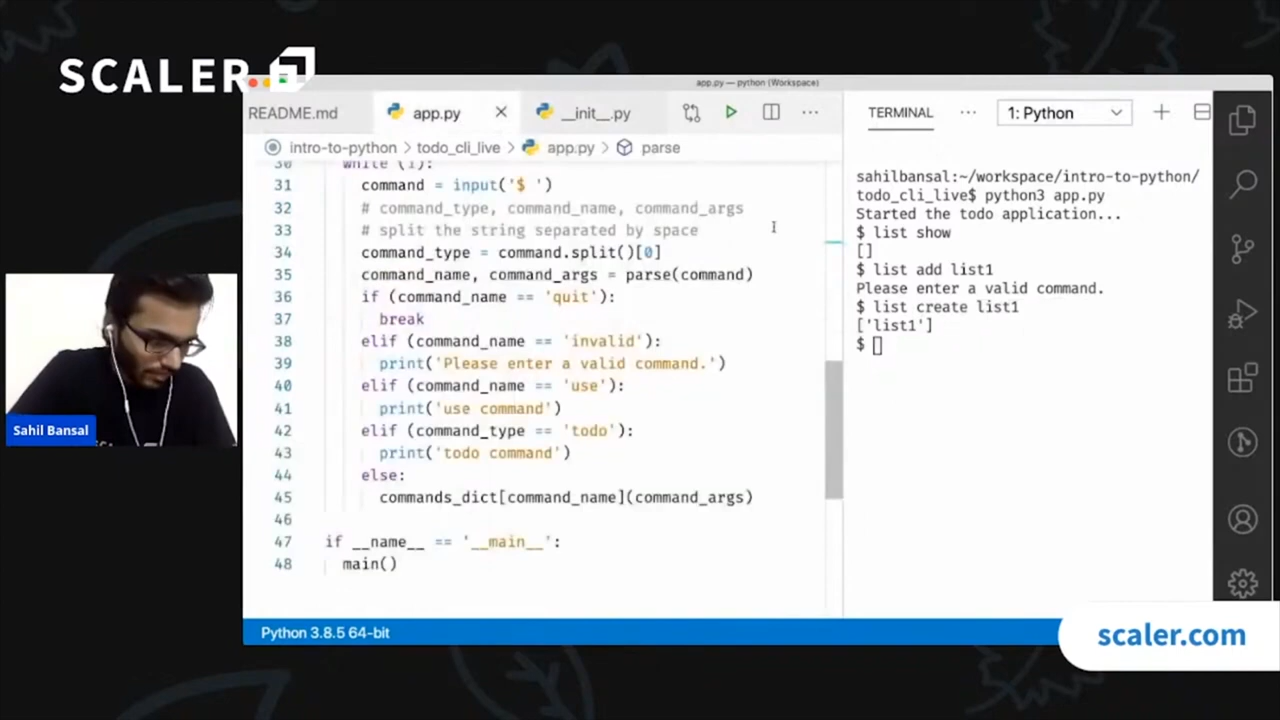 SCALER
app.py — python (Workspace)
README.md
app.py
__init__.py
intro-to-python > todo_cli_live > app.py > parse
30 while (1):
31 command = input('$ ')
32 # command_type, command_name, command_args
33 # split the string separated by space
34 command_type = command.split()[0]
35 command_name, command_args = parse(command)
36 if (command_name == 'quit'):
37 break
38 elif (command_name == 'invalid'):
39 print('Please enter a valid command.')
40 elif (command_name == 'use'):
41 print('use command')
42 elif (command_type == 'todo'):
43 print('todo command')
44 else:
45 commands_dict[command_name](command_args)
46
47 if __name__ == '__main__':
48 main()
TERMINAL
1: Python
sahilbansal:~/workspace/intro-to-python/
todo_cli_live$ python3 app.py
Started the todo application...
$ list show
[]
$ list add list1
Please enter a valid command.
$ list create list1
['list1']
$
Sahil Bansal
Python 3.8.5 64-bit
scaler.com